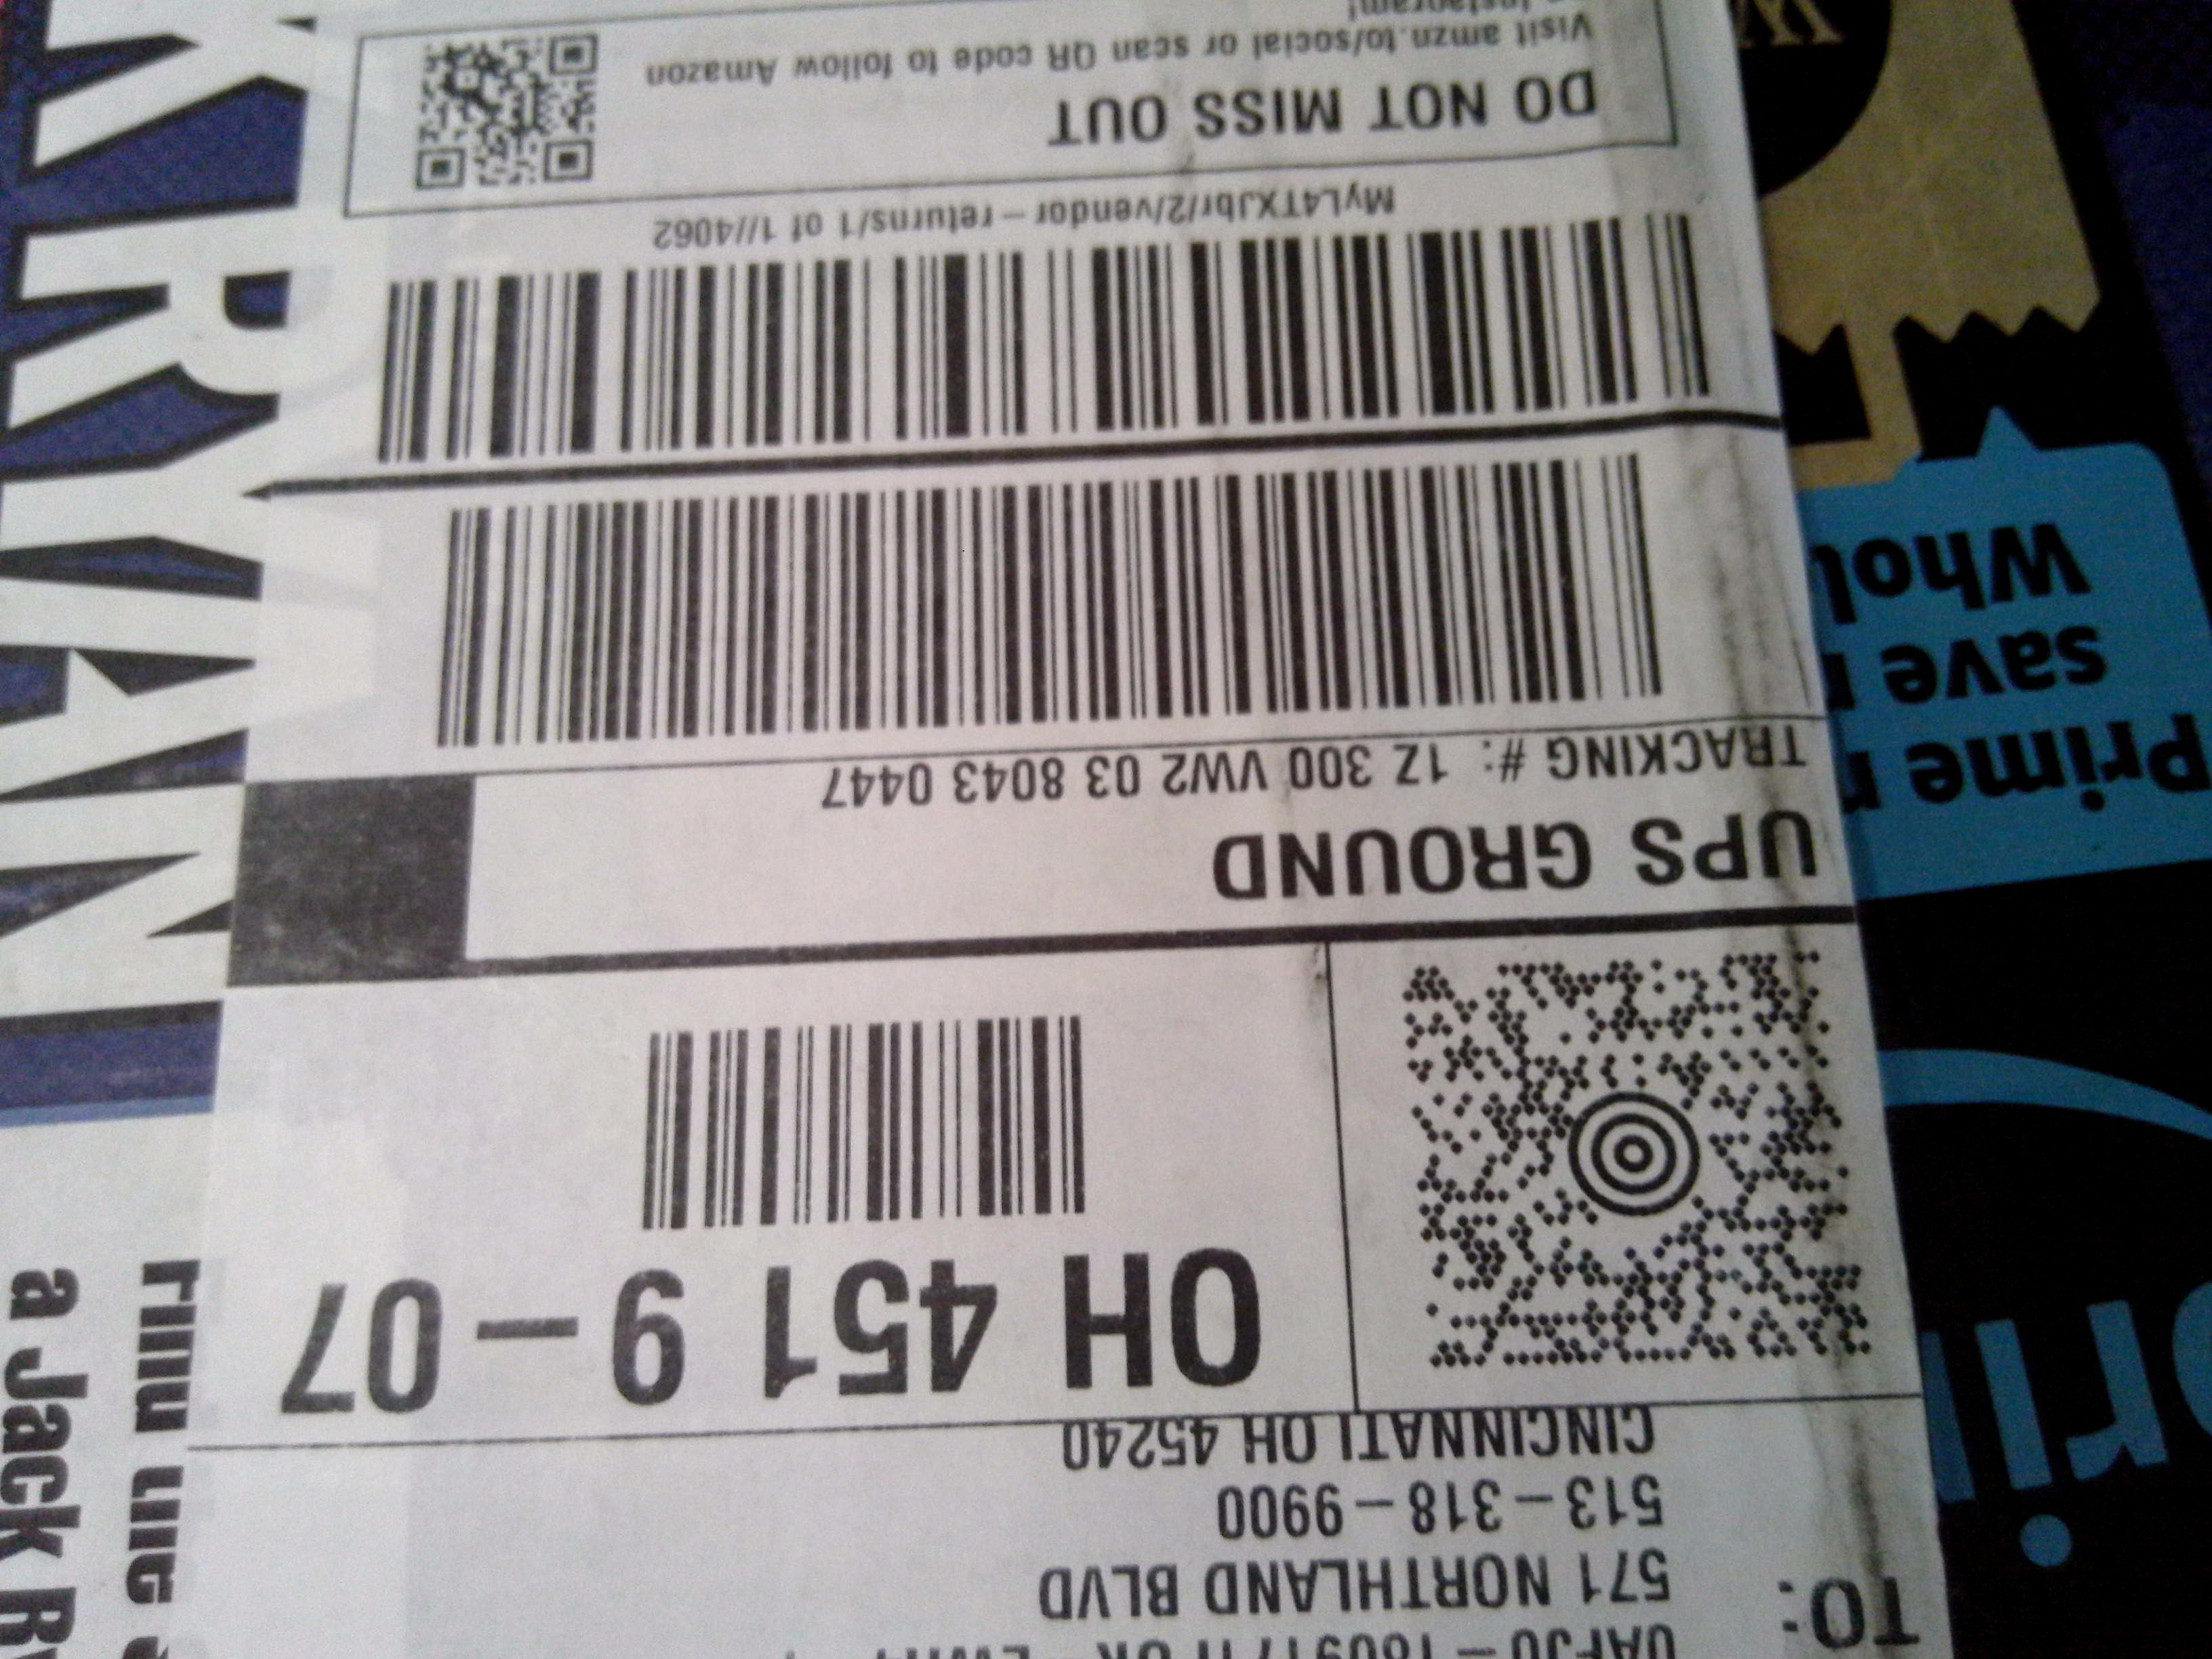 TO:
571 NORTHLAND BLVD
513-318-9900
CINCINNATI OH 45240
OH 451 9-07
UPS GROUND
TRACKING #: 1Z 300 VW2 03 8043 0447
MyL4TXJbr/2/vendor-returns/1 of 1//4062
DO NOT MISS OUT
Visit amzn.to/social or scan QR code to follow Amazon
Instagram!
Prime
save
a Jack